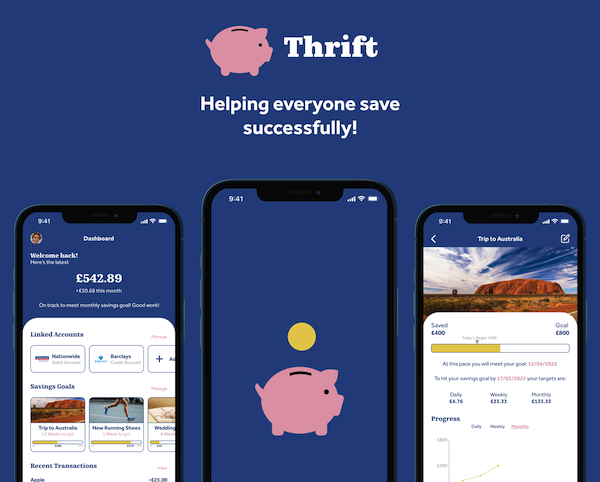 Thrift
Helping everyone save
successfully!
9:41
Dashboard
Welcome back!
Here's the latest
£542.89
+£50.68 this month
On track to meet monthly savings goal! Good work!
Linked Accounts
Manage
Nationwide
Debit Account
Barclays
Credit Account
+
Savings Goals
Manage
Trip to Australia
12 Weeks to go!
£400
New Running Shoes
1 Week to go!
Wedding
Recent Transactions
View
Apple
-£25.00
9:41
9:41
Trip to Australia
Saved
£400
Goal
£800
At this pace you will meet your goal: 12/04/2022
To hit your savings goal by 17/05/2022 your targets are:
Daily
£4.76
Weekly
£33.33
Monthly
£133.33
Progress
Daily
Weekly
Monthly
£800
£400